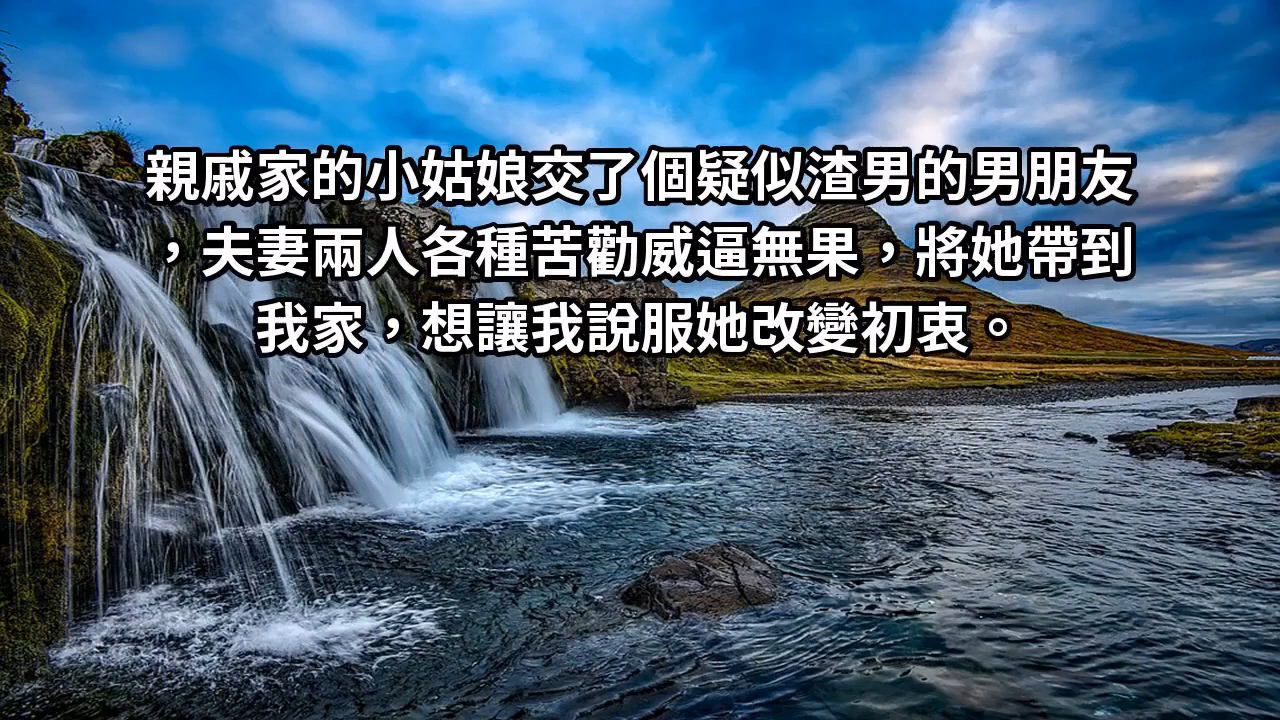 親戚家的小姑娘交了個疑似渣男的男朋友
，夫妻兩人各種苦勸威逼無果，將她帶到
我家，想讓我說服她改變初衷。